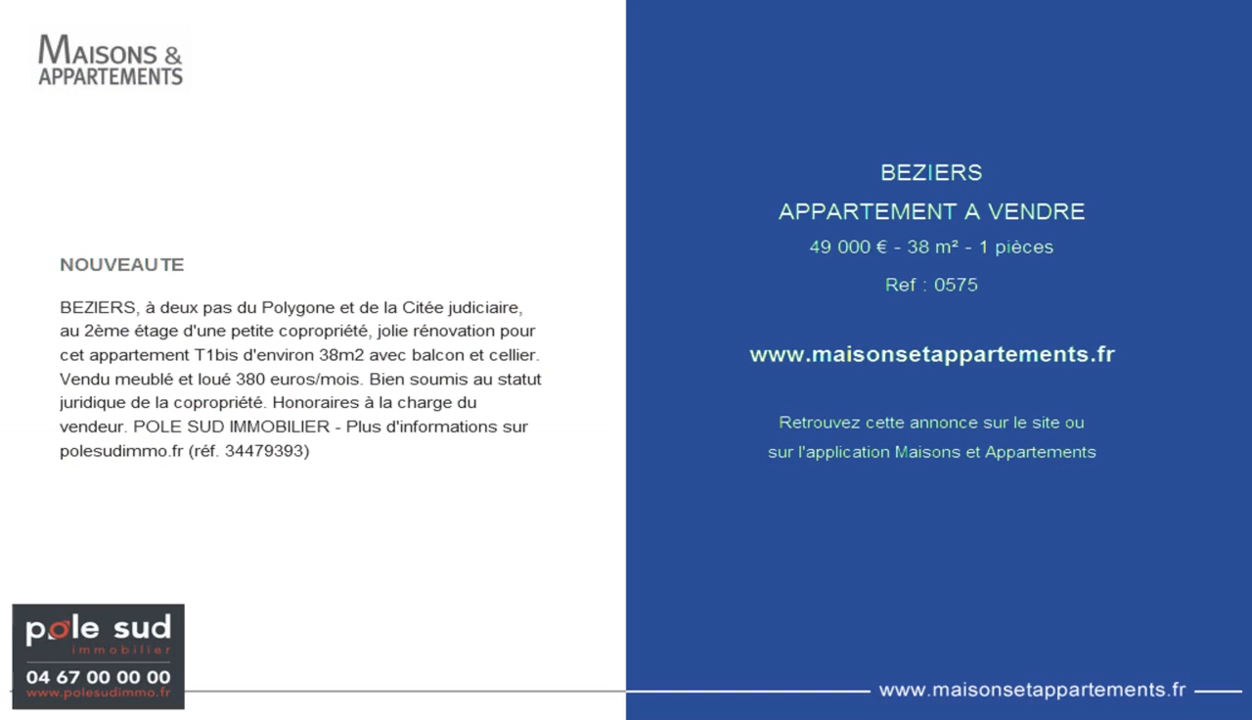 MAISONS &
APPARTEMENTS
NOUVEAUTE
BEZIERS, à deux pas du Polygone et de la Citée judiciaire,
au 2ème étage d'une petite copropriété, jolie rénovation pour
cet appartement T1bis d'environ 38m2 avec balcon et cellier.
Vendu meublé et loué 380 euros/mois. Bien soumis au statut
juridique de la copropriété. Honoraires à la charge du
vendeur. POLE SUD IMMOBILIER - Plus d'informations sur
polesudimmo.fr (réf. 34479393)
pole sud
immobilier
04 67 00 00 00
www.polesudimmo.fr
BEZIERS
APPARTEMENT A VENDRE
49 000 € - 38 m² - 1 pièces
Ref : 0575
www.maisonsetappartements.fr
Retrouvez cette annonce sur le site ou
sur l'application Maisons et Appartements
www.maisonsetappartements.fr